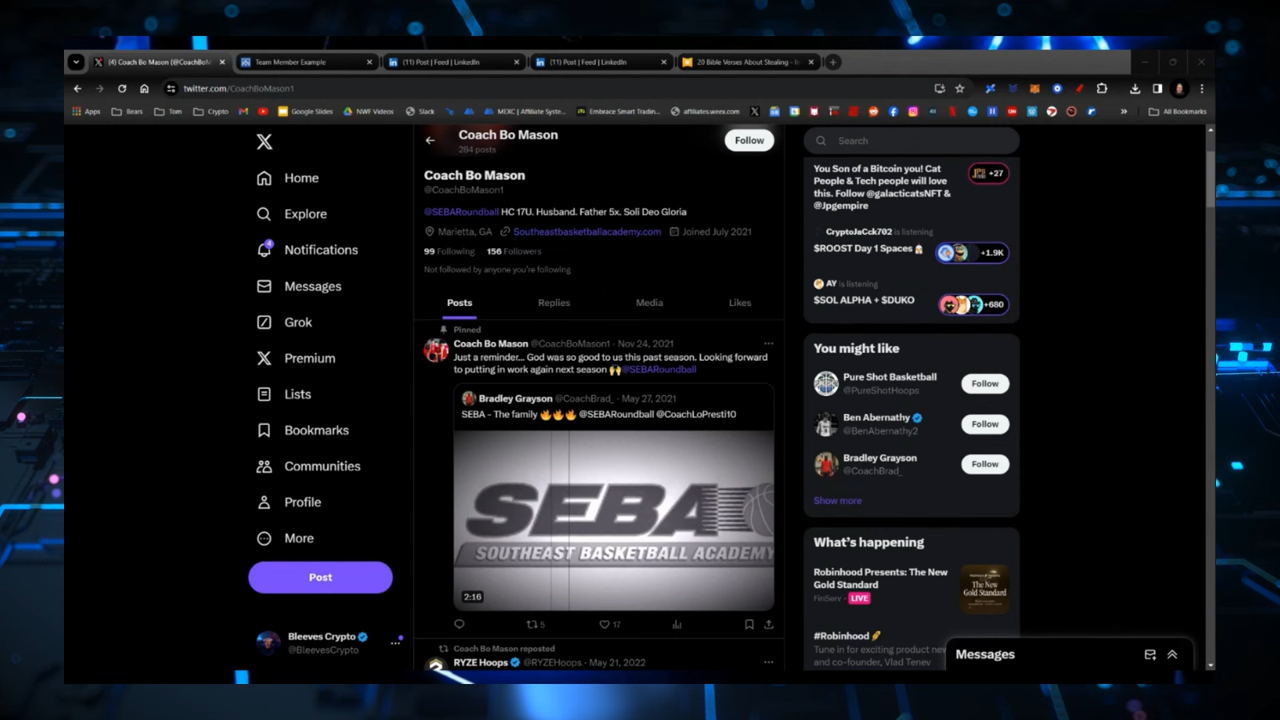 (4) Coach Bo Mason (@CoachBoM
Team Member Example
(11) Post | Feed | LinkedIn
(11) Post | Feed | LinkedIn
20 Bible Verses About Stealing -
twitter.com/CoachBoMason1
Apps
Bears
Tom
Crypto
Google Slides
NWF Videos
Slack
MEXC | Affiliate Syste...
Embrace Smart Tradin...
affiliates.weex.com
All Bookmarks
Home
Explore
4
Notifications
Messages
Grok
Premium
Lists
Bookmarks
Communities
Profile
More
Post
Bleeves Crypto
@BleevesCrypto
Coach Bo Mason
284 posts
Follow
Coach Bo Mason
@CoachBoMason1
@SEBARoundball HC 17U. Husband. Father 5x. Soli Deo Gloria
Marietta, GA Southeastbasketballacademy.com Joined July 2021
99 Following 156 Followers
Not followed by anyone you're following
Posts Replies Media Likes
Pinned
Coach Bo Mason @CoachBoMason1 · Nov 24, 2021
Just a reminder... God was so good to us this past season. Looking forward
to putting in work again next season 🙌@SEBARoundball
Bradley Grayson @CoachBrad_ · May 27, 2021
SEBA - The family 🔥🔥🔥 @SEBARoundball @CoachLoPresti10
SEBA
SOUTHEAST BASKETBALL ACADEMY
2:16
5
17
Coach Bo Mason reposted
RYZE Hoops @RYZEHoops · May 21, 2022
Search
You Son of a Bitcoin you! Cat
People & Tech people will love
this. Follow @galacticatsNFT &
@Jpgempire
+27
CryptoJaCck702 is listening
$ROOST Day 1 Spaces
+1.9K
AY is listening
$SOL ALPHA + $DUKO
+680
You might like
Pure Shot Basketball
@PureShotHoops
Follow
Ben Abernathy
@BenAbernathy2
Follow
Bradley Grayson
@CoachBrad_
Follow
Show more
What's happening
Robinhood Presents: The New
Gold Standard
FinServ · LIVE
The New
Gold Standard
#Robinhood
Tune in for exciting product new
and co-founder, Vlad Tenev
Messages